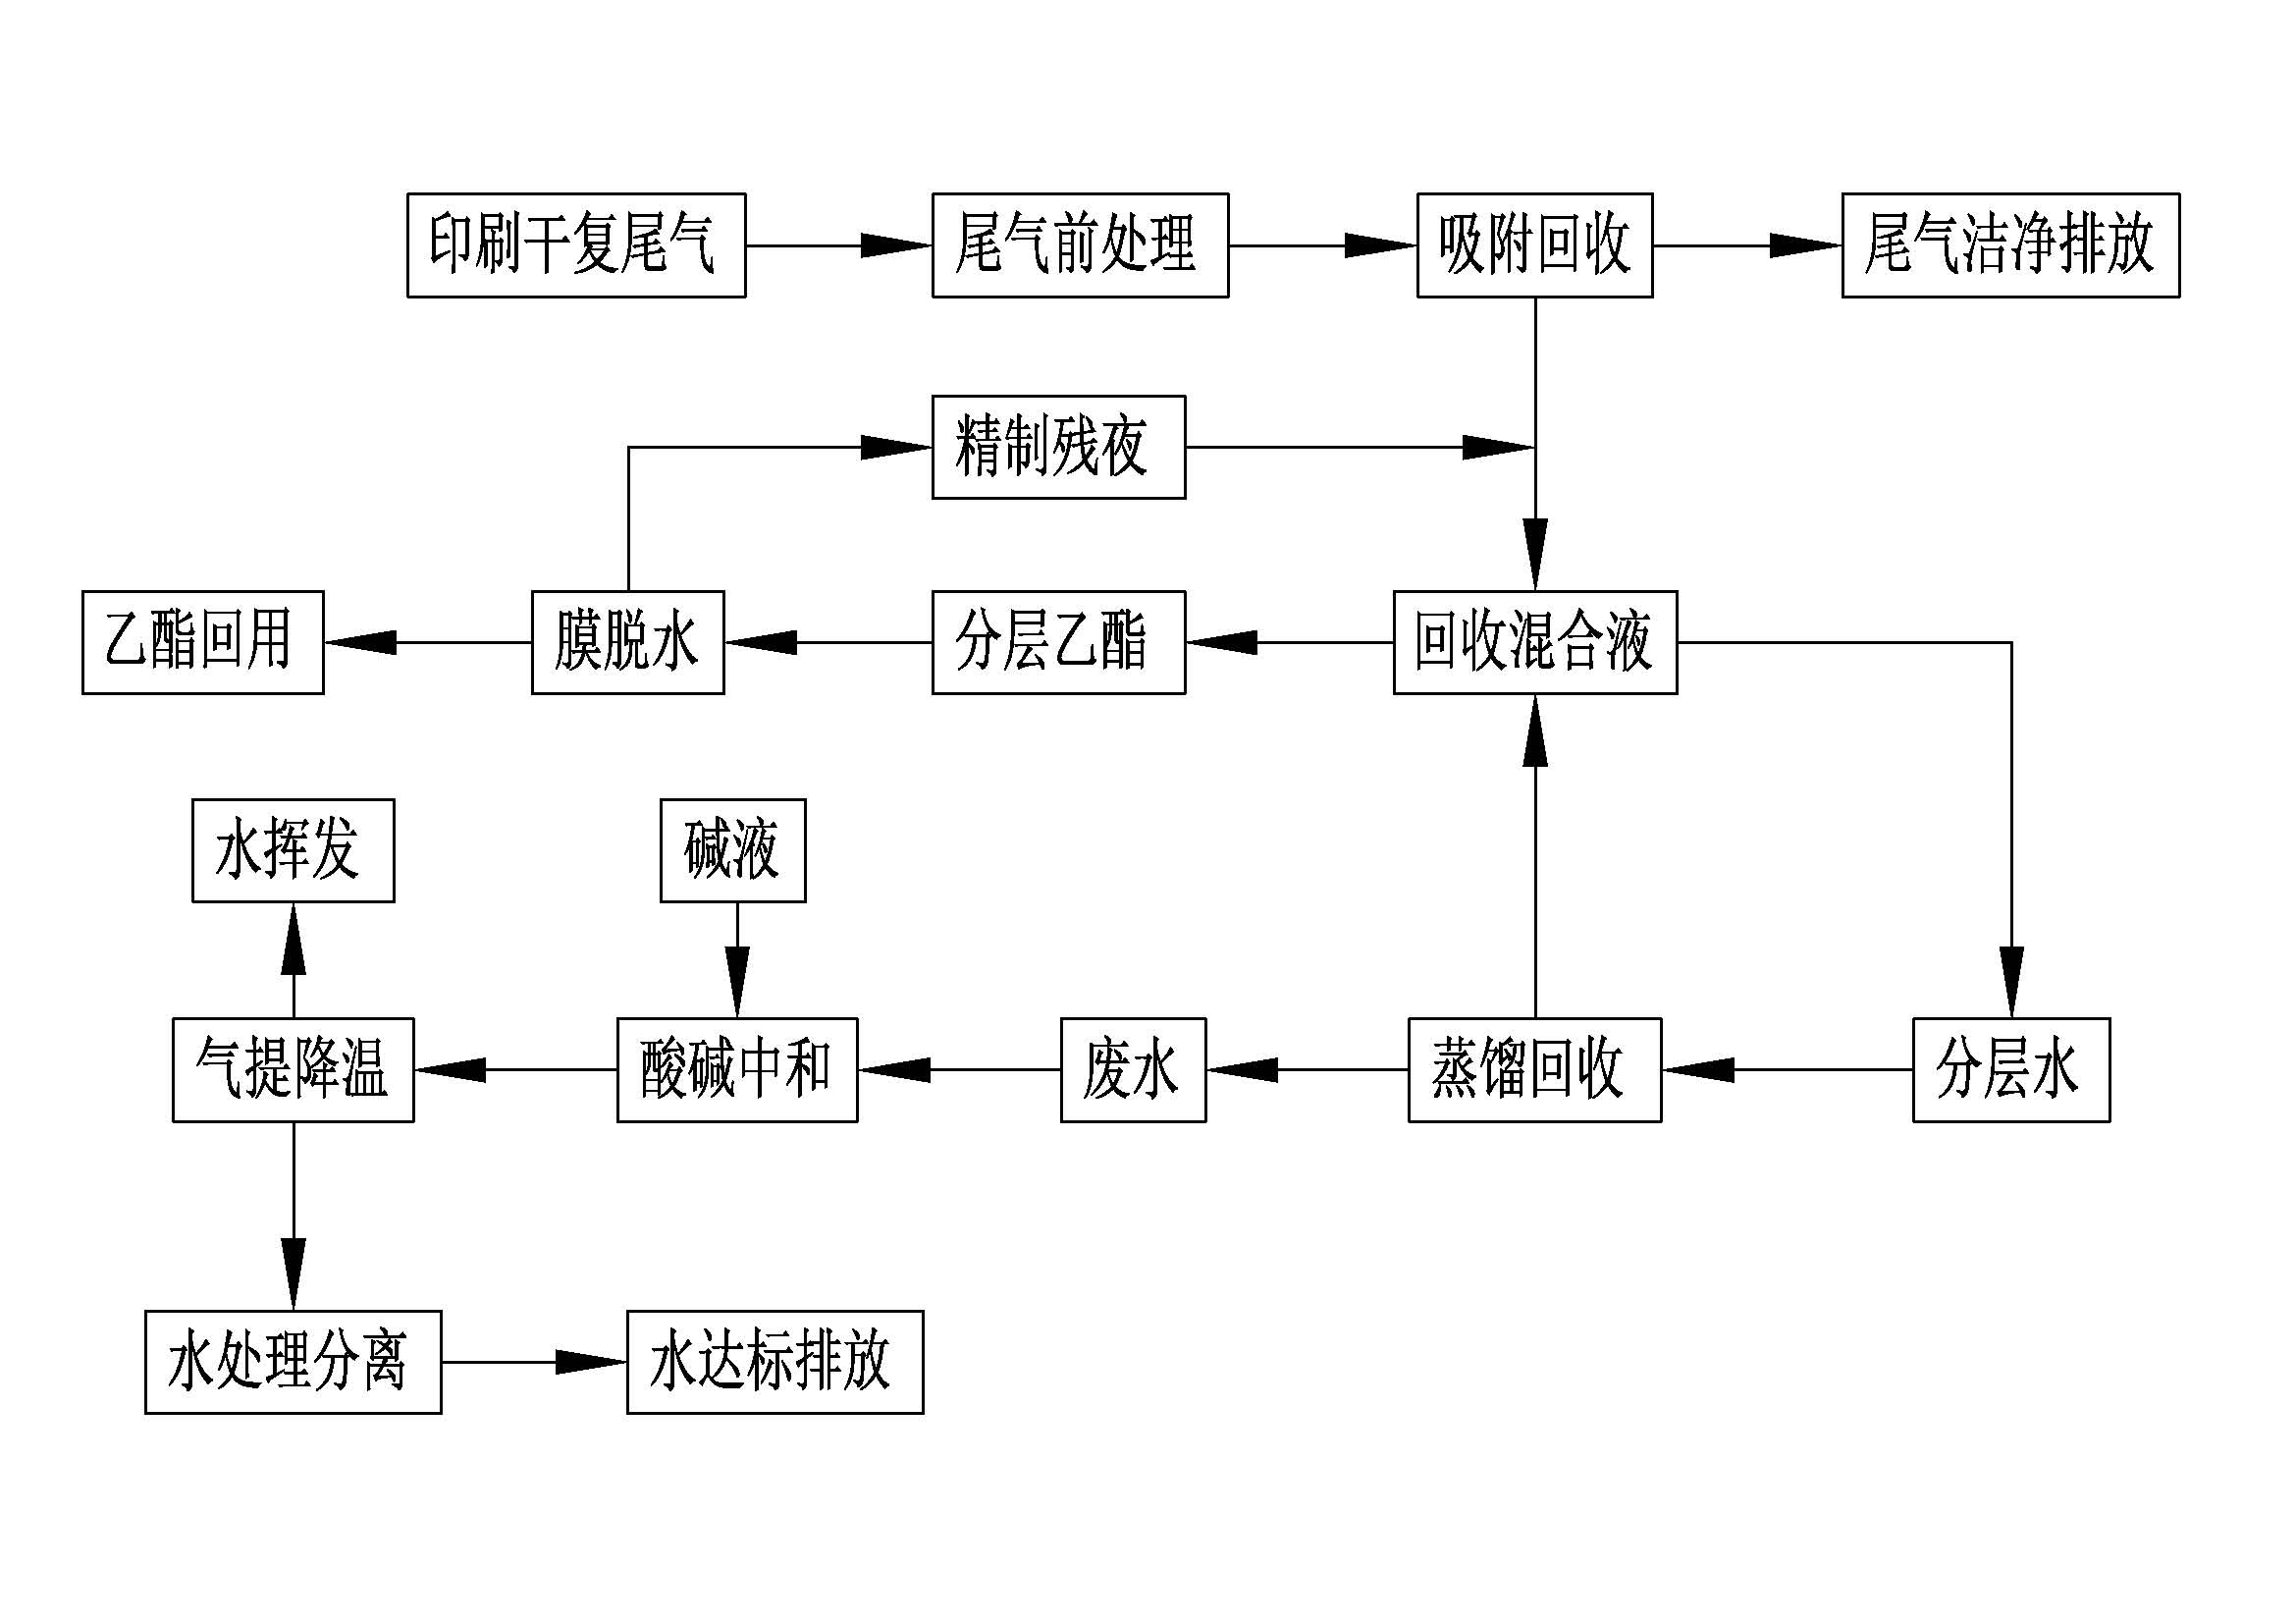 印刷干复尾气
尾气前处理
吸附回收
尾气洁净排放
精制残夜
乙酯回用
膜脱水
分层乙酯
回收混合液
水挥发
碱液
气提降温
酸碱中和
废水
蒸馏回收
分层水
水处理分离
水达标排放